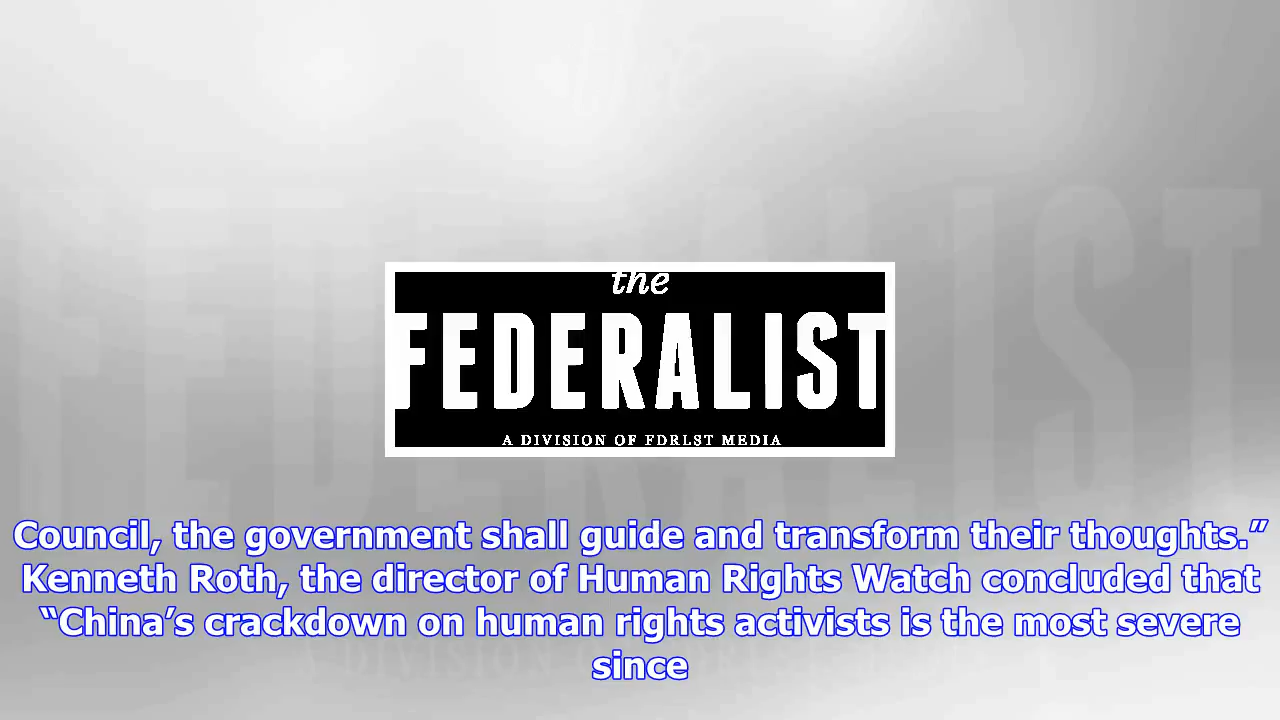 the
FEDERALIST
A DIVISION OF FDRLST MEDIA
Council, the government shall guide and transform their thoughts.”
Kenneth Roth, the director of Human Rights Watch concluded that
“China’s crackdown on human rights activists is the most severe
since